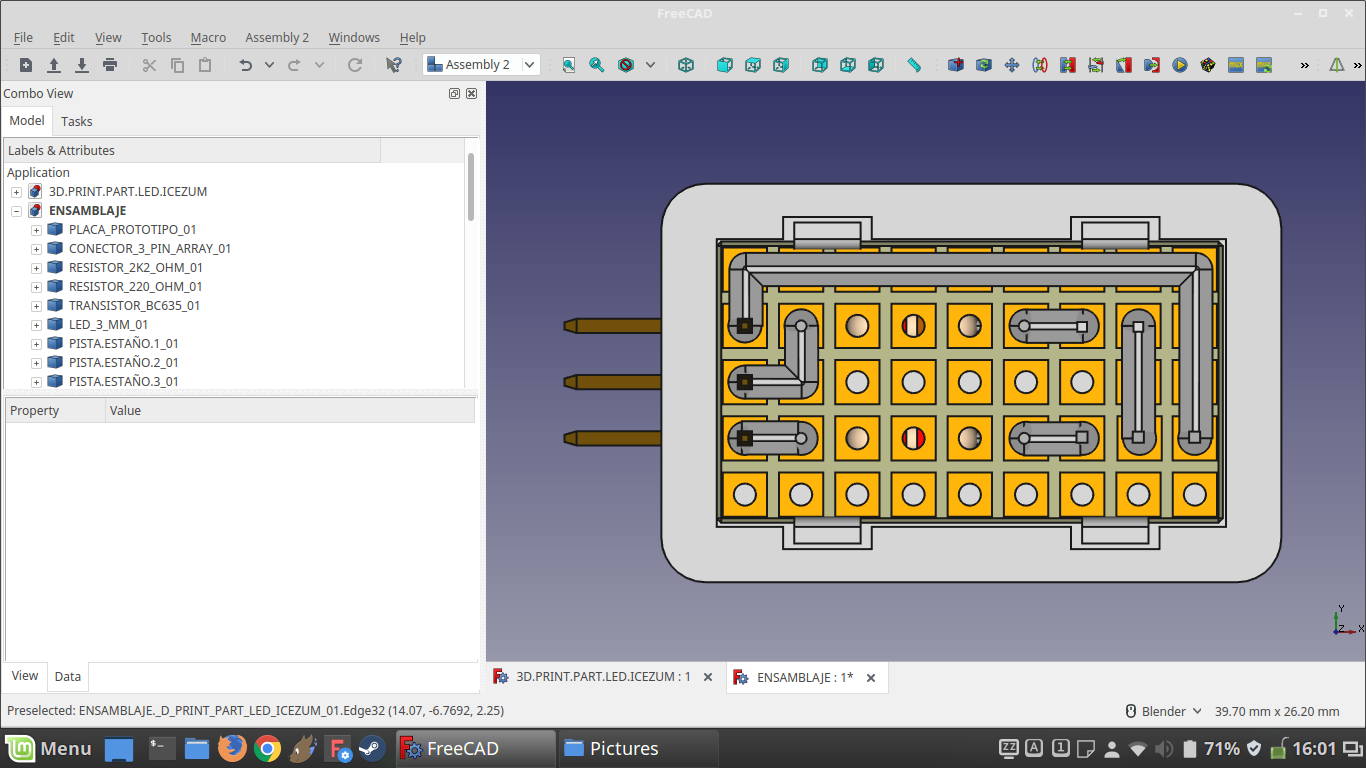 FreeCAD
File Edit View Tools Macro Assembly 2 Windows Help
Assembly 2
Combo View
Model Tasks
Labels & Attributes
Application
3D.PRINT.PART.LED.ICEZUM
ENSAMBLAJE
PLACA_PROTOTIPO_01
CONECTOR_3_PIN_ARRAY_01
RESISTOR_2K2_OHM_01
RESISTOR_220_OHM_01
TRANSISTOR_BC635_01
LED_3_MM_01
PISTA.ESTAÑO.1_01
PISTA.ESTAÑO.2_01
PISTA.ESTAÑO.3_01
Property Value
Y
Z X
View Data
3D.PRINT.PART.LED.ICEZUM : 1
ENSAMBLAJE : 1*
Preselected: ENSAMBLAJE._D_PRINT_PART_LED_ICEZUM_01.Edge32 (14.07, -6.7692, 2.25)
Blender 39.70 mm x 26.20 mm
Menu FreeCAD Pictures zz A 1 71% 16:01